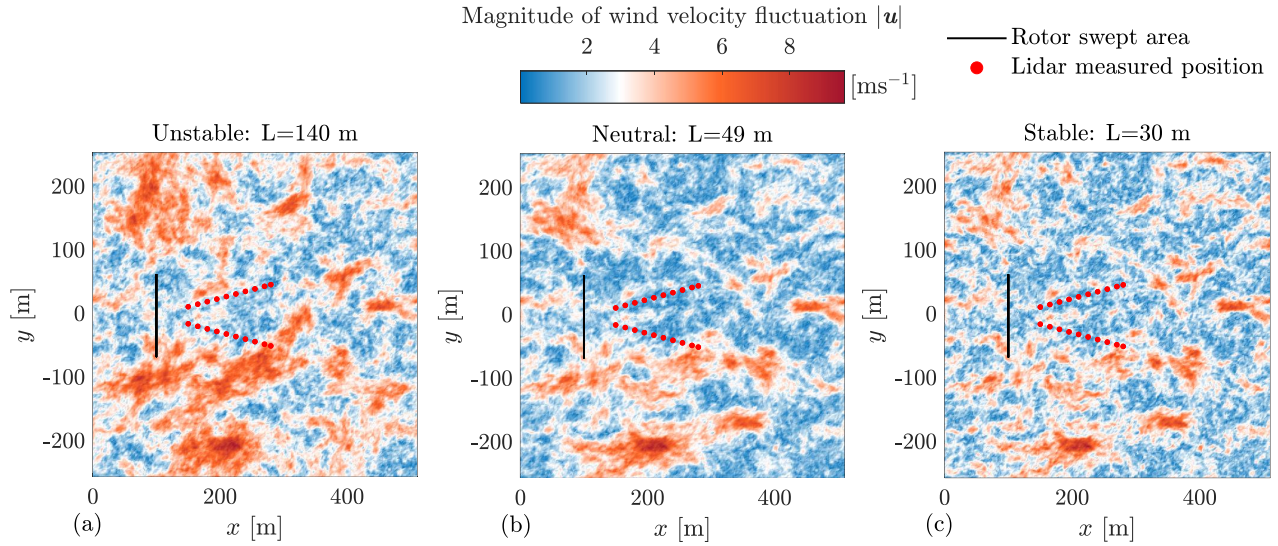 Magnitude of wind velocity fluctuation |u|
2 4 6 8
[ms⁻¹]
Rotor swept area
Lidar measured position
Unstable: L=140 m
Neutral: L=49 m
Stable: L=30 m
200
100
0
-100
-200
y [m]
0 200 400
x [m]
(a)
200
100
0
-100
-200
y [m]
0 200 400
x [m]
(b)
200
100
0
-100
-200
y [m]
0 200 400
x [m]
(c)